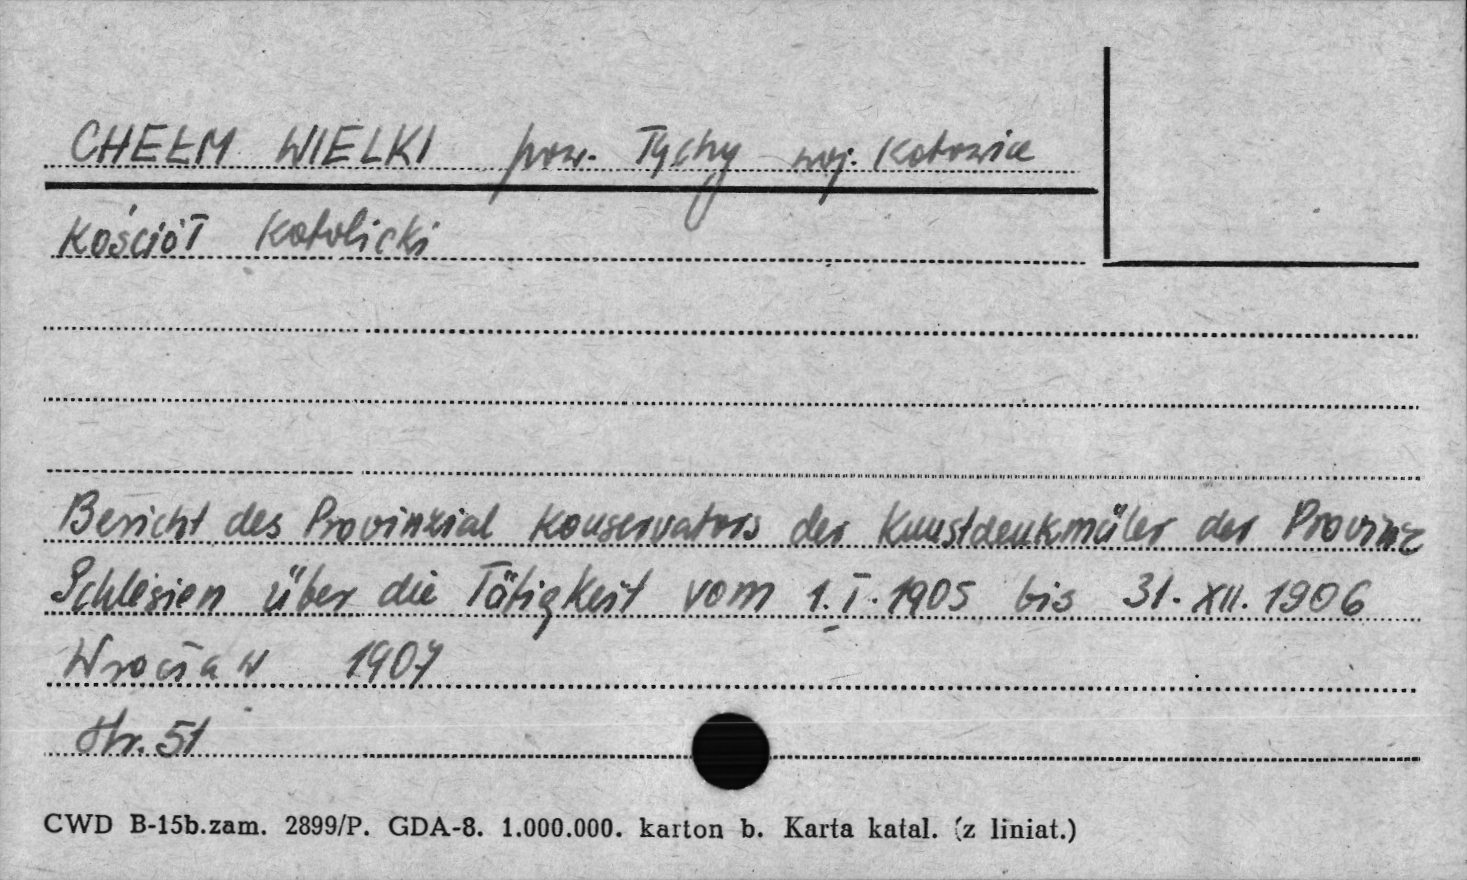 CHEŁM WIELKI pow. Tychy woj. Katowice
Kościół Katolicki
Bericht des Provinzial Konservators der Kunstdenkmäler der Provinz
Schlesien über die Tätigkeit vom 1.I.1905 bis 31.XII.1906
Wrocław 1907
str. 51
CWD B-15b.zam. 2899/P. GDA-8. 1.000.000. karton b. Karta katal. (z liniat.)